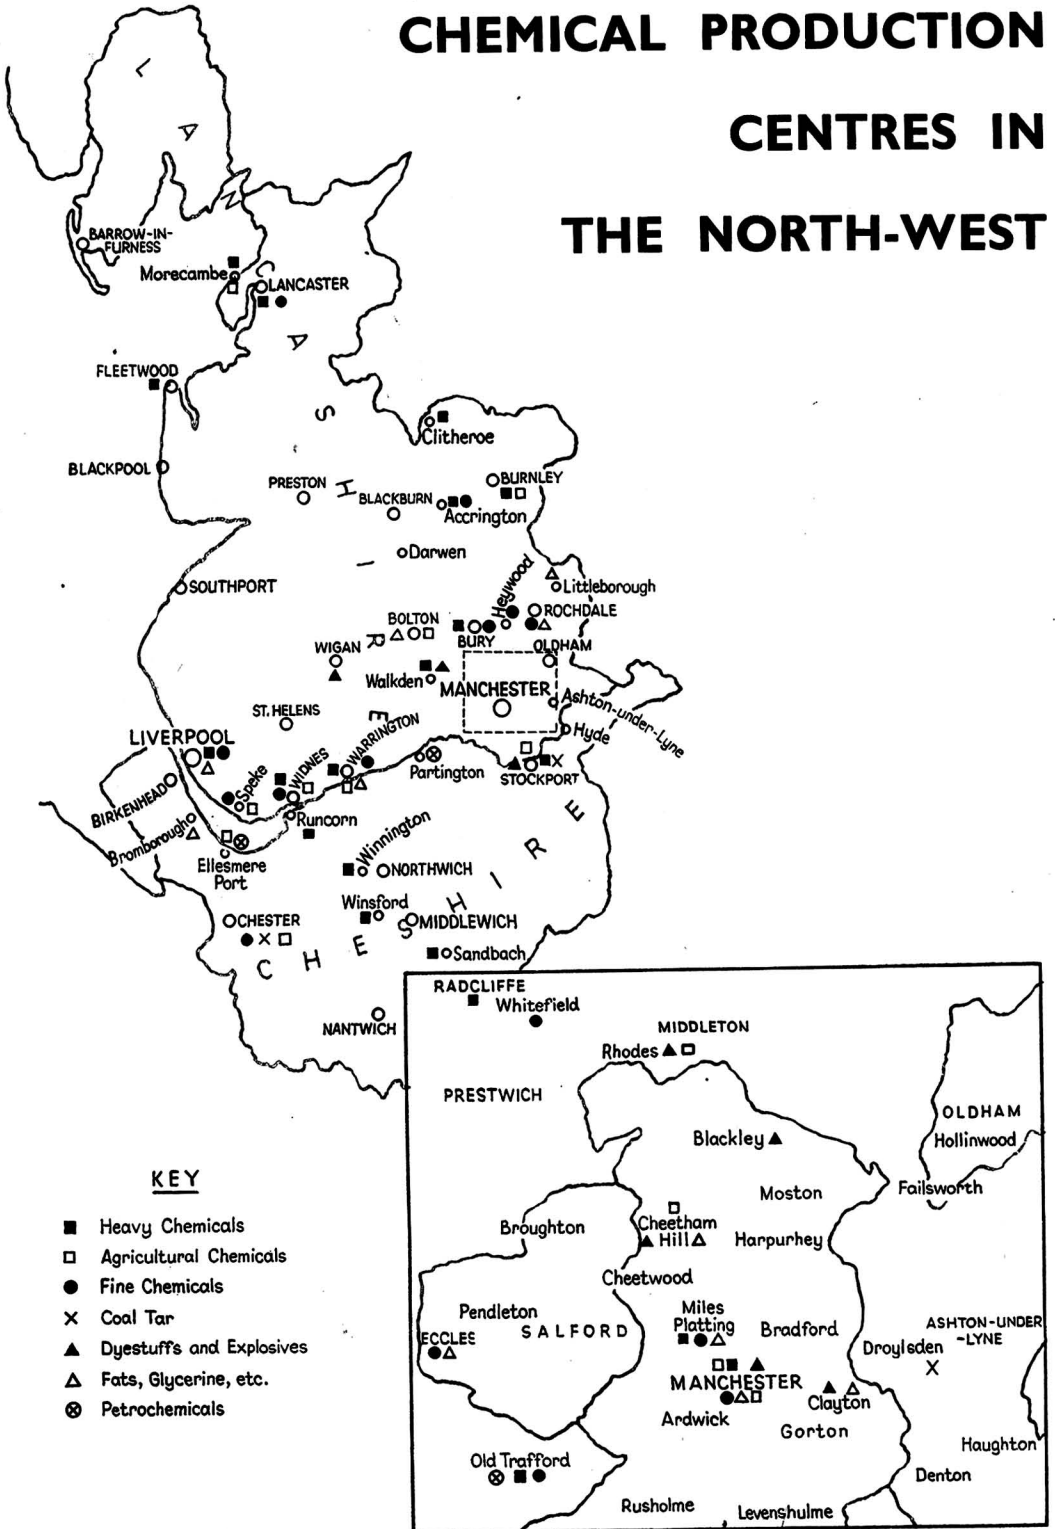 CHEMICAL PRODUCTION
CENTRES IN
THE NORTH-WEST
LANCASHIRE
BARROW-IN-
FURNESS
Morecambe
LANCASTER
FLEETWOOD
Clitheroe
BLACKPOOL
PRESTON
BURNLEY
BLACKBURN
Accrington
Darwen
SOUTHPORT
Heywood
Littleborough
ROCHDALE
BOLTON
BURY
WIGAN
OLDHAM
Walkden
MANCHESTER
Ashton-under-Lyne
ST. HELENS
Hyde
LIVERPOOL
WARRINGTON
Partington
STOCKPORT
WIDNES
Speke
BIRKENHEAD
Runcorn
Bromborough
Ellesmere
Port
Winnington
NORTHWICH
Winsford
MIDDLEWICH
CHESTER
Sandbach
CHESHIRE
NANTWICH
RADCLIFFE
Whitefield
MIDDLETON
Rhodes
PRESTWICH
OLDHAM
Hollinwood
Blackley
Moston
Failsworth
Broughton
Cheetham
Hill
Harpurhey
Cheetwood
Pendleton
SALFORD
Miles
Platting
Bradford
ASHTON-UNDER
-LYNE
ECCLES
Droylsden
MANCHESTER
Clayton
Ardwick
Gorton
Haughton
Old Trafford
Denton
Rusholme
Levenshulme
KEY
Heavy Chemicals
Agricultural Chemicals
Fine Chemicals
Coal Tar
Dyestuffs and Explosives
Fats, Glycerine, etc.
Petrochemicals